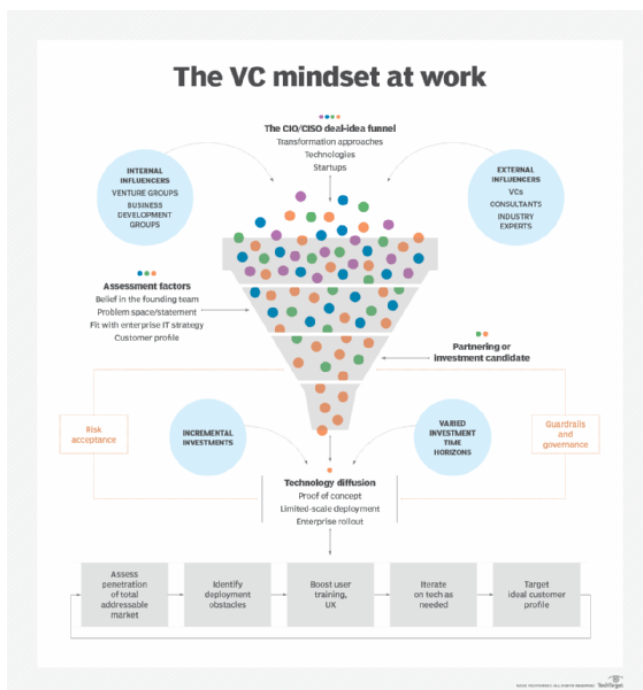 The VC mindset at work
The CIO/CISO deal-idea funnel
Transformation approaches
Technologies
Startups
INTERNAL
INFLUENCERS
VENTURE GROUPS
BUSINESS
DEVELOPMENT
GROUPS
EXTERNAL
INFLUENCERS
VCs
CONSULTANTS
INDUSTRY
EXPERTS
Assessment factors
Belief in the founding team
Problem space/statement
Fit with enterprise IT strategy
Customer profile
Partnering or
investment candidate
Risk
acceptance
INCREMENTAL
INVESTMENTS
VARIED
INVESTMENT
TIME
HORIZONS
Guardrails
and
governance
Technology diffusion
Proof of concept
Limited-scale deployment
Enterprise rollout
Assess
penetration
of total
addressable
market
Identify
deployment
obstacles
Boost user
training,
UX
Iterate
on tech as
needed
Target
ideal customer
profile
TechTarget